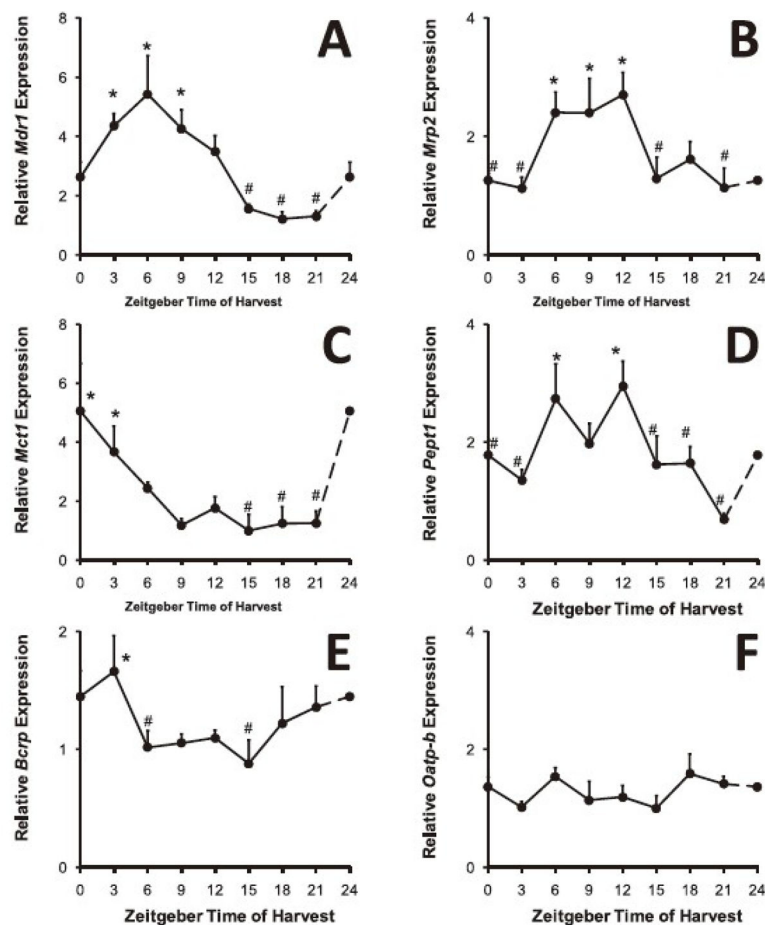 A
Relative Mdr1 Expression
8
6
4
2
0
* * *
# # #
0 3 6 9 12 15 18 21 24
Zeitgeber Time of Harvest
B
Relative Mrp2 Expression
4
2
0
* * *
# # # #
0 3 6 9 12 15 18 21 24
Zeitgeber Time of Harvest
C
Relative Mct1 Expression
8
6
4
2
0
* *
# # #
0 3 6 9 12 15 18 21 24
Zeitgeber Time of Harvest
D
Relative Pept1 Expression
4
2
0
* *
# # # # #
0 3 6 9 12 15 18 21 24
Zeitgeber Time of Harvest
E
Relative Bcrp Expression
2
1
0
*
# #
0 3 6 9 12 15 18 21 24
Zeitgeber Time of Harvest
F
Relative Oatp-b Expression
4
2
0
0 3 6 9 12 15 18 21 24
Zeitgeber Time of Harvest